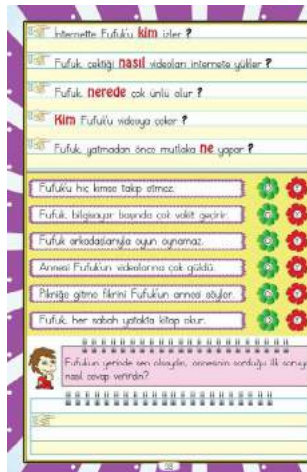 İnternette Fufuk'u kim izler ?
Fufuk, çektiği nasıl videoları internete yükler ?
Fufuk nerede çok ünlü olur ?
Kim Fufuk'u videoya çeker ?
Fufuk, yatmadan önce mutlaka ne yapar ?
Fufuk'u hiç kimse takip etmez.
Fufuk, bilgisayar başında çok vakit geçirir.
Fufuk arkadaşlarıyla oyun oynamaz.
Annesi Fufuk'un videolarına çok güldü.
Pikniğe gitme fikrini Fufuk'un annesi söyler.
Fufuk, her sabah yatakta kitap okur.
Fufuk'un yerinde sen olsaydın, annesinin sorduğu ilk soruya
nasıl cevap verirdin?